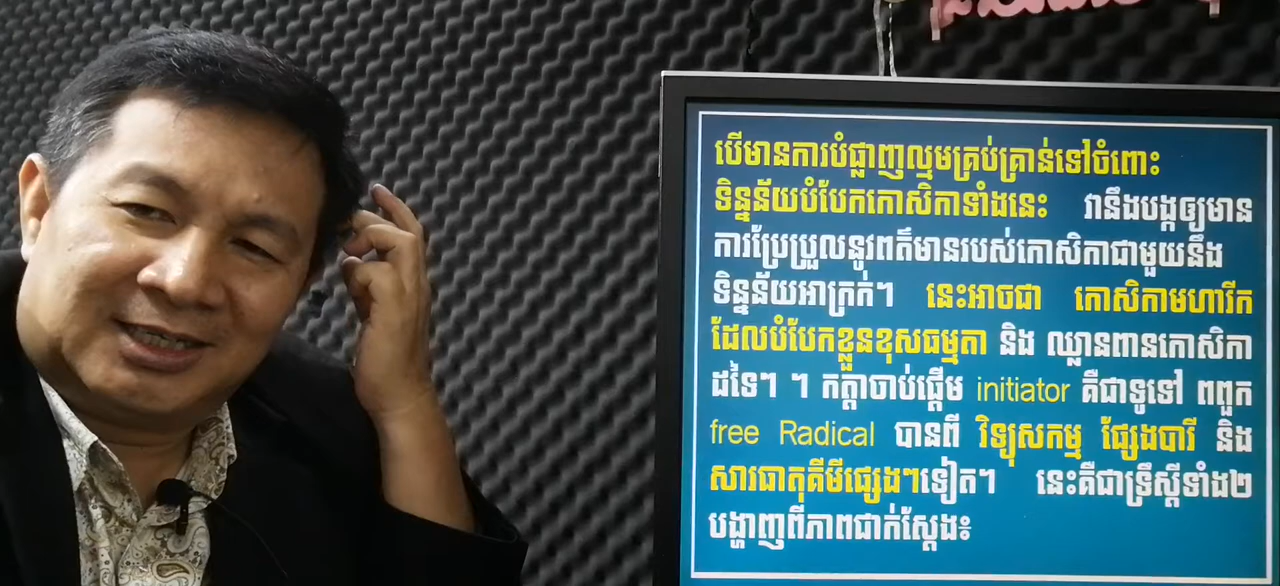 បើមានការបំផ្លាញល្មមគ្រប់គ្រាន់ទៅចំពោះ
ទិន្នន័យបំបែកកោសិកាទាំងនេះ វានឹងបង្កឲ្យមាន
ការប្រែប្រួលនូវពត៌មានរបស់កោសិកាជាមួយនឹង
ទិន្នន័យអាក្រក់ៗ នេះអាចជា កោសិកាមហារីក
ដែលបំបែកខ្លួនខុសធម្មតា និង ឈ្លានពានកោសិកា
ដទៃៗ ។ កត្តាចាប់ផ្តើម initiator គឺជាទូទៅ ពពួក
free Radical បានពី វិទ្យុសកម្ម ផ្សែងបារី និង
សារធាតុគីមីផ្សេងៗទៀត។ នេះគឺជាទ្រឹស្តីទាំង២
បង្ហាញពីភាពជាក់ស្តែង៖